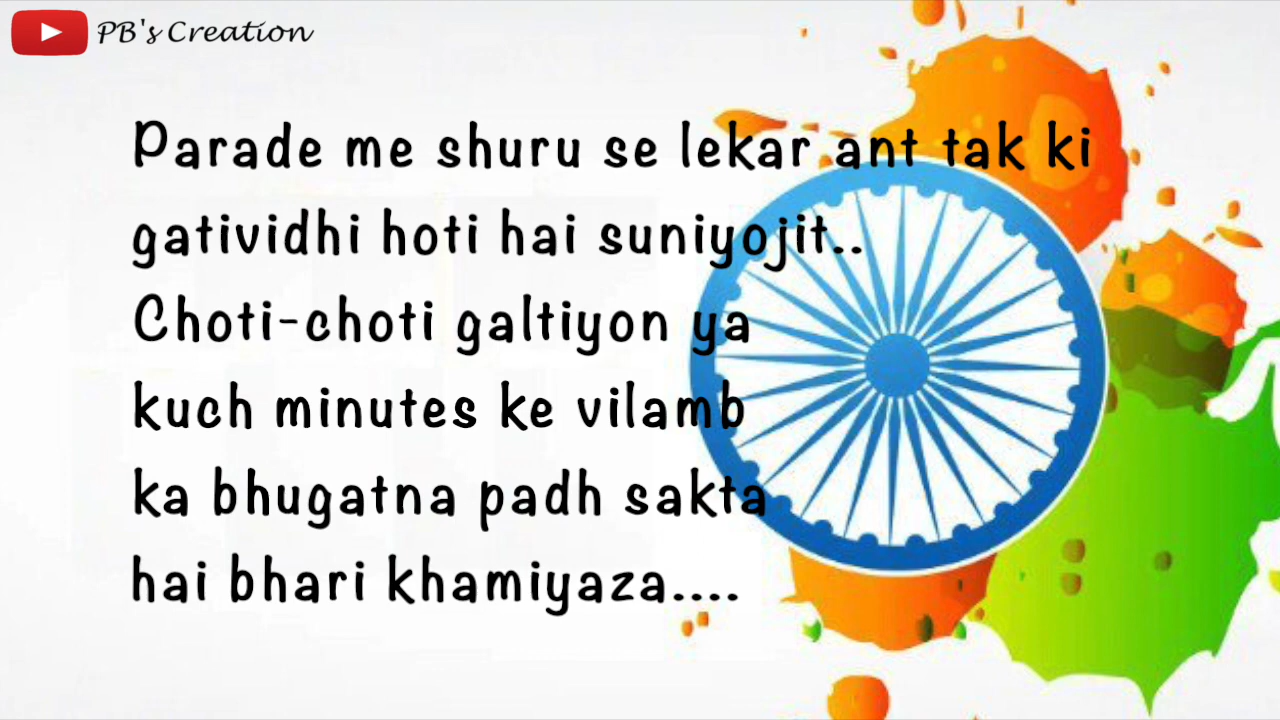 PB's Creation
Parade me shuru se lekar ant tak ki
gatividhi hoti hai suniyojit..
Choti-choti galtiyon ya
kuch minutes ke vilamb
ka bhugatna padh sakta
hai bhari khamiyaza....